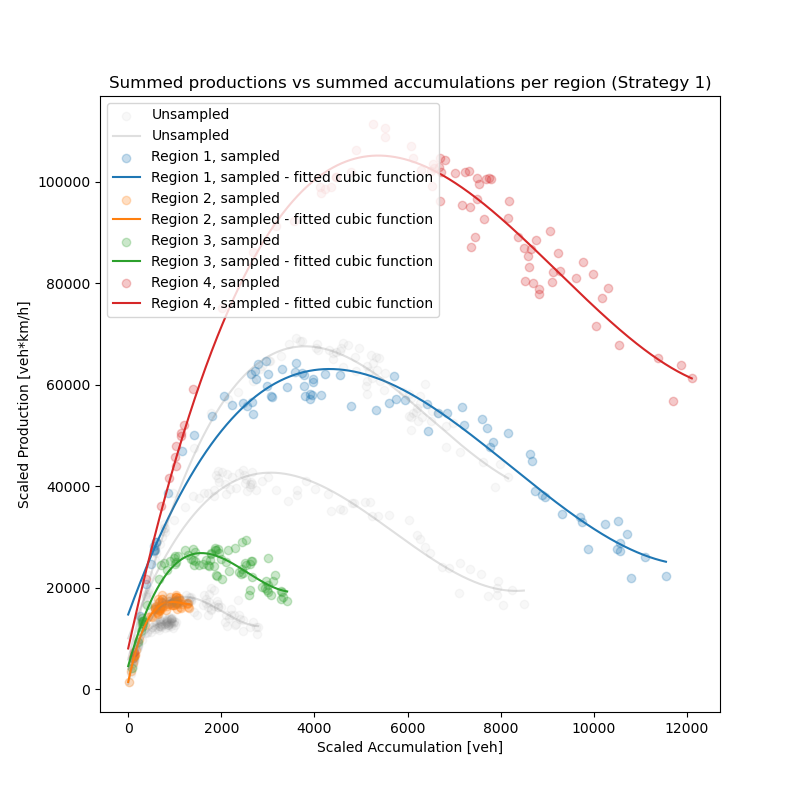 Summed productions vs summed accumulations per region (Strategy 1)
Unsampled
Unsampled
Region 1, sampled
Region 1, sampled - fitted cubic function
Region 2, sampled
Region 2, sampled - fitted cubic function
Region 3, sampled
Region 3, sampled - fitted cubic function
Region 4, sampled
Region 4, sampled - fitted cubic function
100000
80000
60000
40000
20000
0
Scaled Production [veh*km/h]
0 2000 4000 6000 8000 10000 12000
Scaled Accumulation [veh]